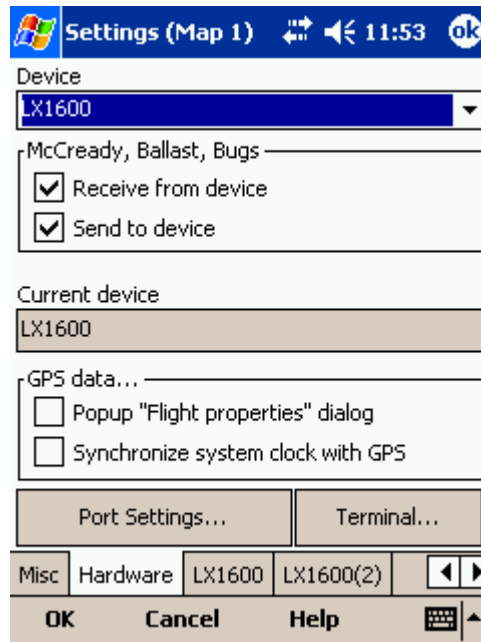 Settings (Map 1) 11:53 ok
Device
LX1600
McCready, Ballast, Bugs
Receive from device
Send to device
Current device
LX1600
GPS data...
Popup "Flight properties" dialog
Synchronize system clock with GPS
Port Settings... Terminal...
Misc Hardware LX1600 LX1600(2)
OK Cancel Help